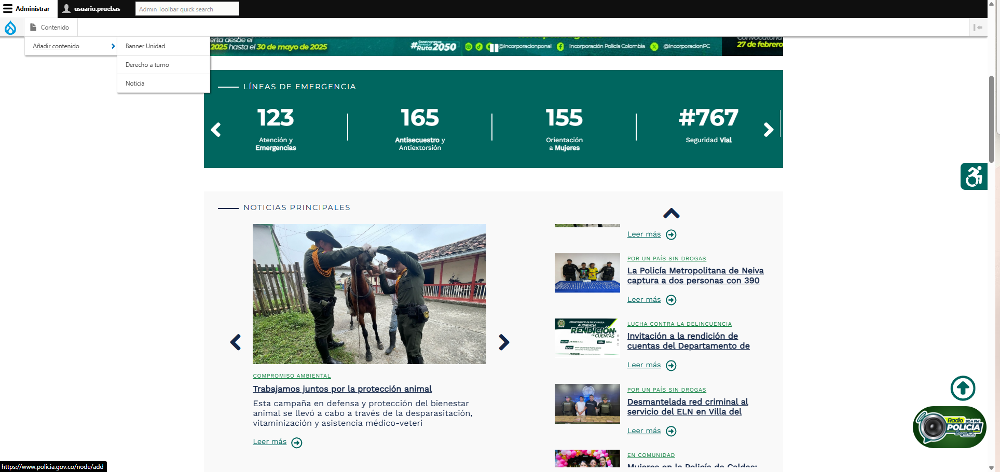 Administrar
usuario.pruebas
Admin Toolbar quick search
Contenido
Añadir contenido
Banner Unidad
Derecho a turno
Noticia
2025 hasta el 30 de mayo de 2025
Construyamos
#Ruta2050
@Incorporacionponal
Incorporación Policía Colombia
@IncorporacionPC
Convocatoria
27 de febrero
LÍNEAS DE EMERGENCIA
123
Atención y
Emergencias
165
Antisecuestro y
Antiextorsión
155
Orientación
a Mujeres
#767
Seguridad Vial
NOTICIAS PRINCIPALES
COMPROMISO AMBIENTAL
Trabajamos juntos por la protección animal
Esta campaña en defensa y protección del bienestar
animal se llevó a cabo a través de la desparasitación,
vitaminización y asistencia médico-veteri
Leer más
Leer más
POR UN PAÍS SIN DROGAS
La Policía Metropolitana de Neiva
captura a dos personas con 390
Leer más
DEPARTAMENTO DE POLICÍA HUILA
AUDIENCIA
RENDICIÓN
DE CUENTAS
LUCHA CONTRA LA DELINCUENCIA
Invitación a la rendición de
cuentas del Departamento de
Leer más
POR UN PAÍS SIN DROGAS
Desmantelada red criminal al
servicio del ELN en Villa del
Leer más
EN COMUNIDAD
Mujeres en la Policía de Caldas:
Radio
92.4 FM
POLICÍA
https://www.policia.gov.co/node/add